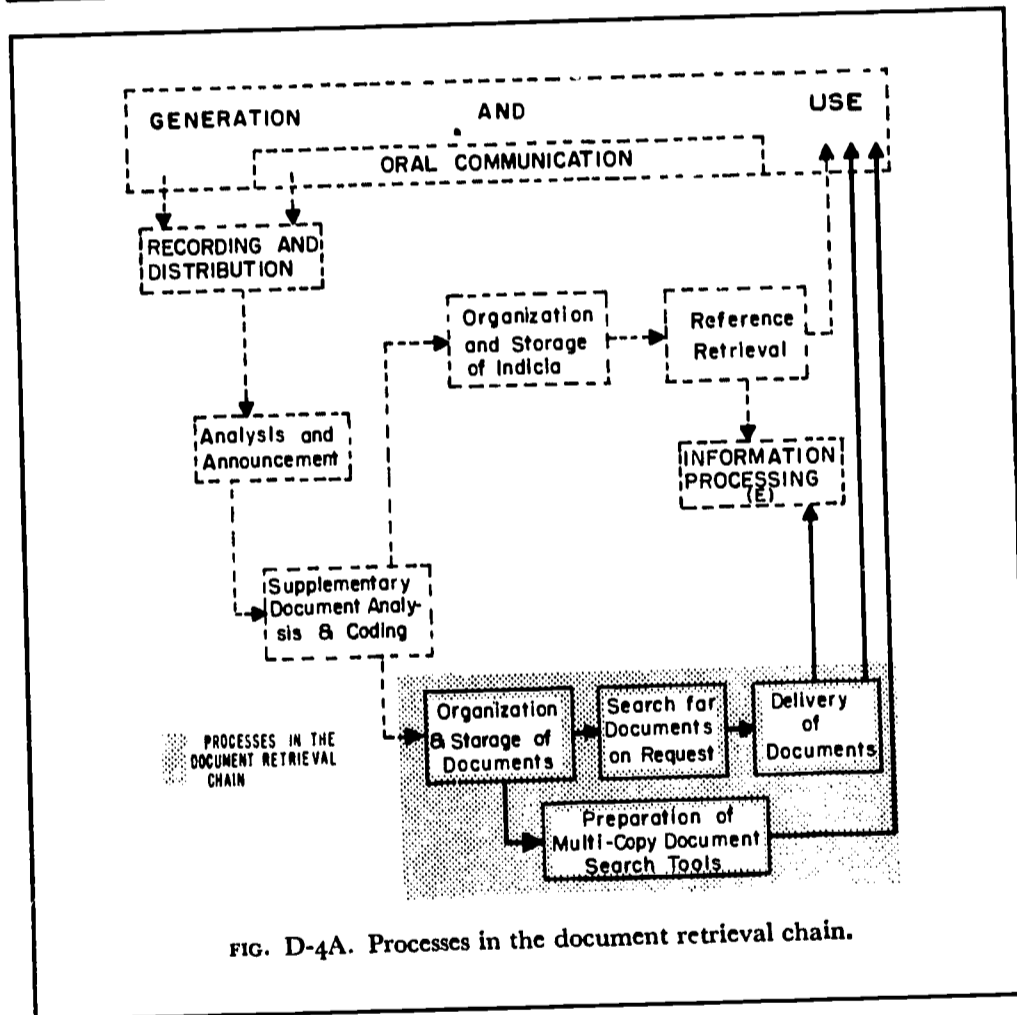 GENERATION AND USE
ORAL COMMUNICATION
RECORDING AND
DISTRIBUTION
Organization
and Storage
of Indicia
Reference
Retrieval
Analysis and
Announcement
INFORMATION
PROCESSING
(E)
Supplementary
Document Analy-
sis & Coding
Organization
& Storage of
Documents
Search for
Documents
on Request
Delivery
of
Documents
PROCESSES IN THE
DOCUMENT RETRIEVAL
CHAIN
Preparation of
Multi-Copy Document
Search Tools
FIG. D-4A. Processes in the document retrieval chain.